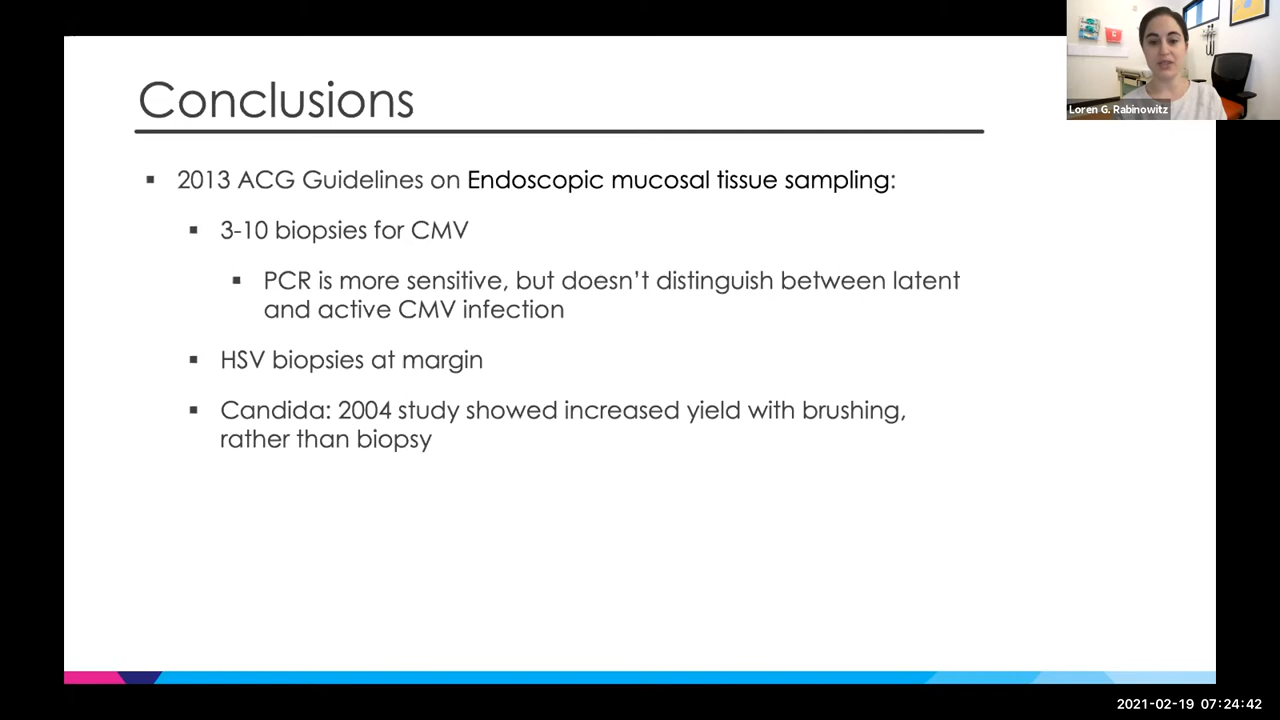 Conclusions
▪ 2013 ACG Guidelines on Endoscopic mucosal tissue sampling:
▪ 3-10 biopsies for CMV
▪ PCR is more sensitive, but doesn’t distinguish between latent
and active CMV infection
▪ HSV biopsies at margin
▪ Candida: 2004 study showed increased yield with brushing,
rather than biopsy
Loren G. Rabinowitz
2021-02-19 07:24:42